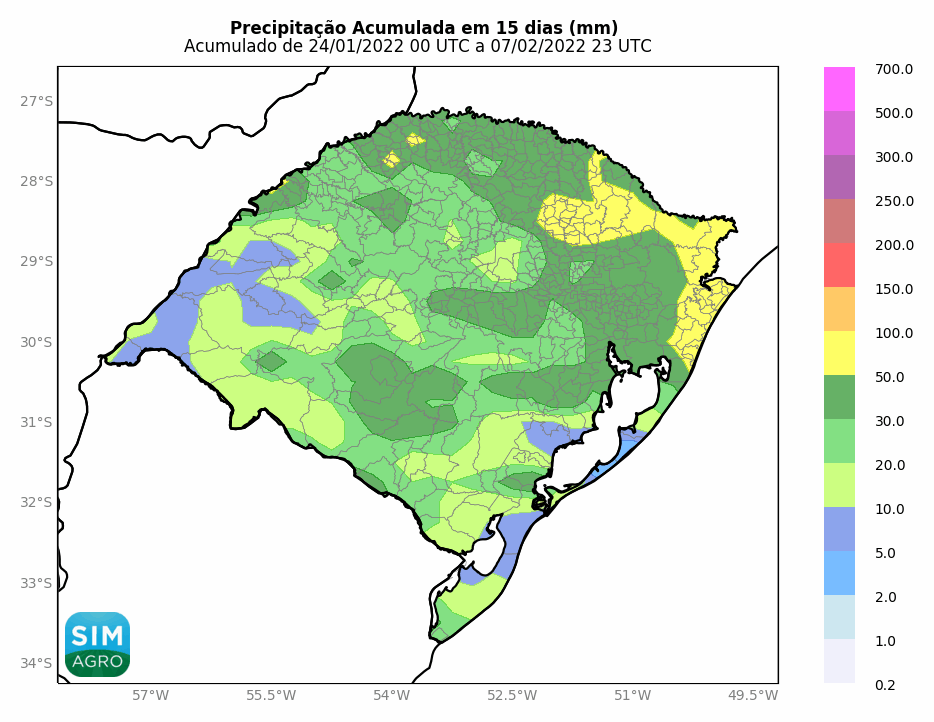 Precipitação Acumulada em 15 dias (mm)
Acumulado de 24/01/2022 00 UTC a 07/02/2022 23 UTC
27°S
28°S
29°S
30°S
31°S
32°S
33°S
34°S
57°W
55.5°W
54°W
52.5°W
51°W
49.5°W
700.0
500.0
300.0
250.0
200.0
150.0
100.0
50.0
30.0
20.0
10.0
5.0
2.0
1.0
0.2
SIM
AGRO